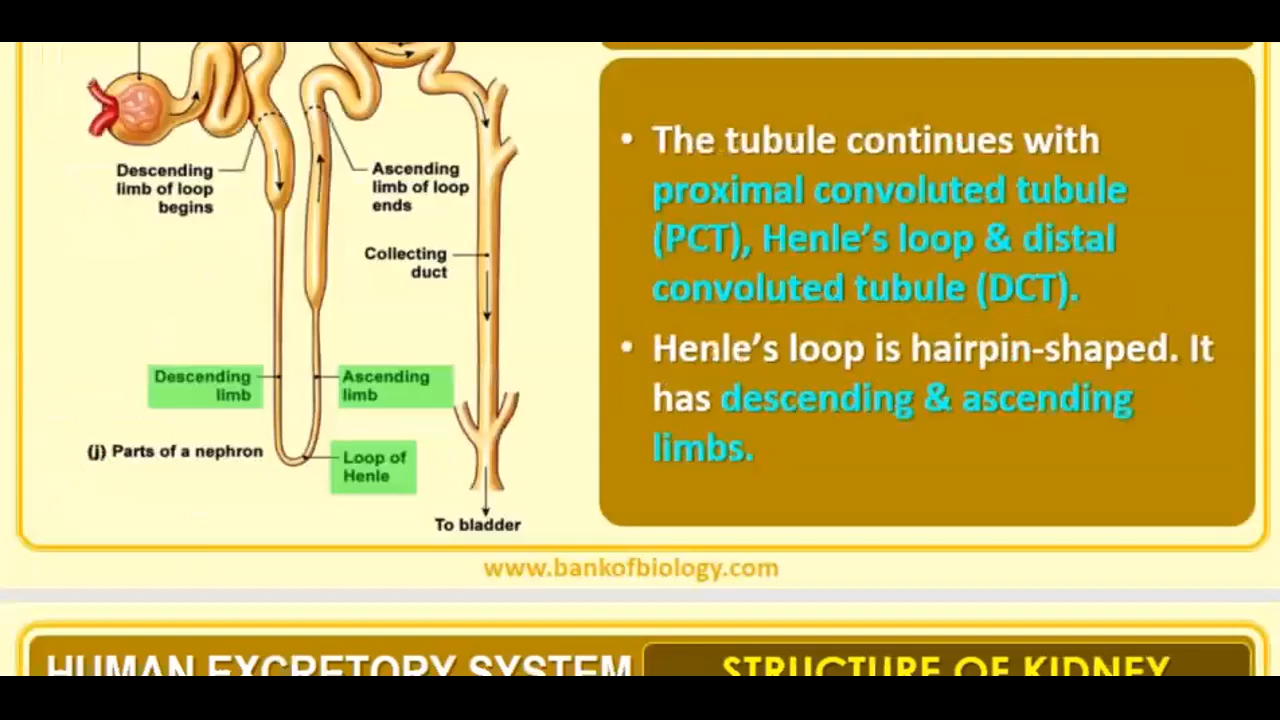 Descending
limb of loop
begins
Ascending
limb of loop
ends
Collecting
duct
Descending
limb
Ascending
limb
(j) Parts of a nephron
Loop of
Henle
To bladder
• The tubule continues with
proximal convoluted tubule
(PCT), Henle’s loop & distal
convoluted tubule (DCT).
• Henle’s loop is hairpin-shaped. It
has descending & ascending
limbs.
www.bankofbiology.com
HUMAN EXCRETORY SYSTEM
STRUCTURE OF KIDNEY